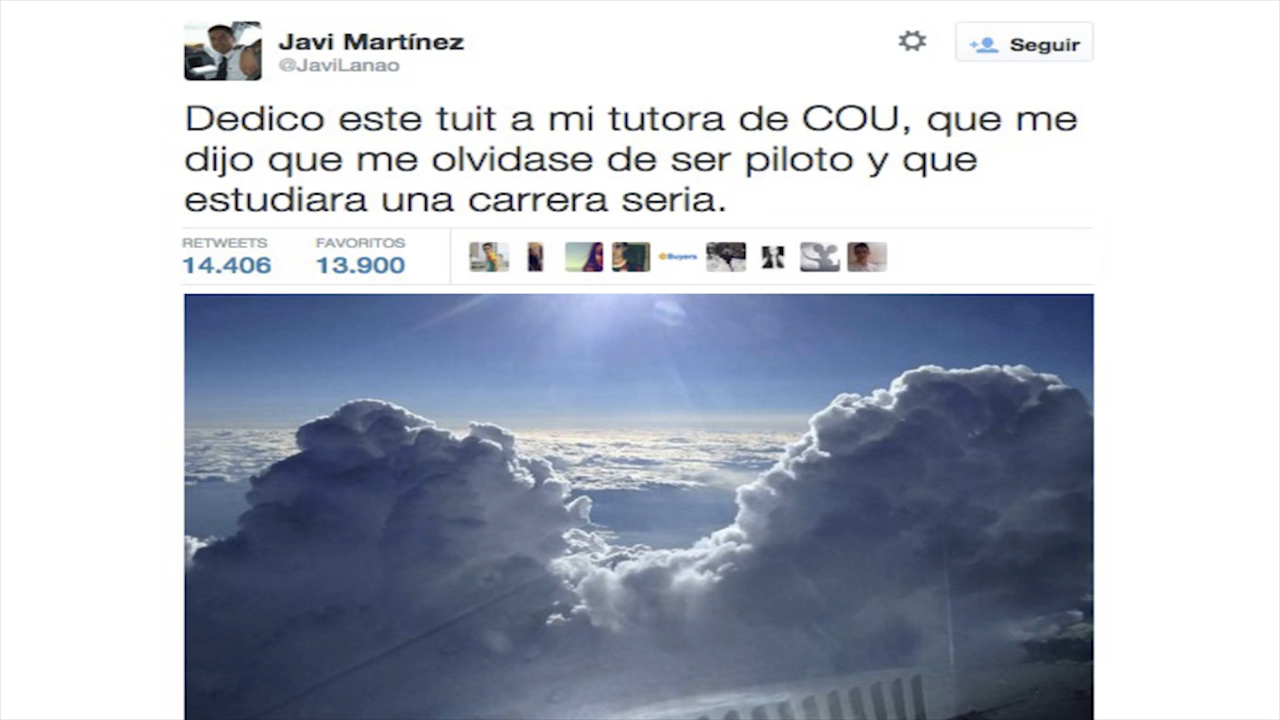 Javi Martínez
@JaviLanao
Seguir
Dedico este tuit a mi tutora de COU, que me
dijo que me olvidase de ser piloto y que
estudiara una carrera seria.
RETWEETS FAVORITOS
14.406 13.900
Buyers